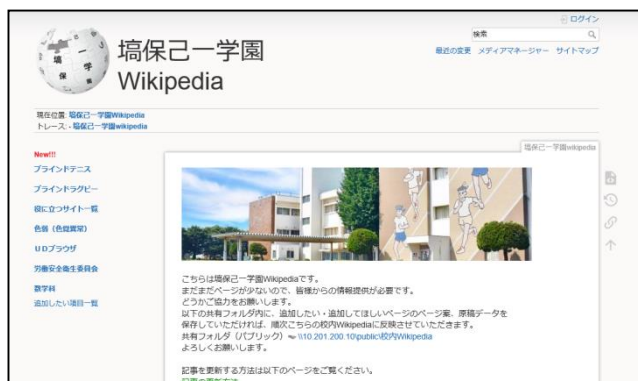 ログイン
検索
最近の変更 メディアマネージャー サイトマップ
塙
学
保
一
塙保己一学園
Wikipedia
現在位置: 塙保己一学園Wikipedia
トレース: • 塙保己一学園wikipedia
塙保己一学園wikipedia
New!!!
ブラインドテニス
ブラインドラグビー
役に立つサイト一覧
色弱（色覚異常）
UDブラウザ
労働安全衛生委員会
数学科
追加したい項目一覧
こちらは塙保己一学園Wikipediaです。
まだまだページが少ないので、皆様からの情報提供が必要です。
どうかご協力をお願いします。
以下の共有フォルダ内に、追加したい・追加してほしいページのページ案、原稿データを
保存していただければ、順次こちらの校内Wikipediaに反映させていただきます。
共有フォルダ（パブリック） \\10.201.200.10\public\校内Wikipedia
よろしくお願いします。
記事を更新する方法は以下のページをご覧ください。
記事の更新方法